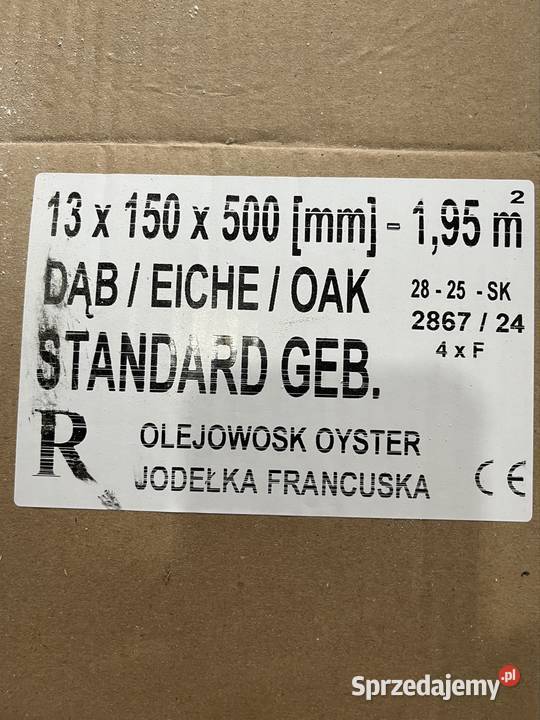 13 x 150 x 500 [mm] - 1,95 m²
DĄB / EICHE / OAK
28 - 25 - SK
2867 / 24
4 x F
STANDARD GEB.
R
OLEJOWOSK OYSTER
JODEŁKA FRANCUSKA
CE
Sprzedajemy.pl